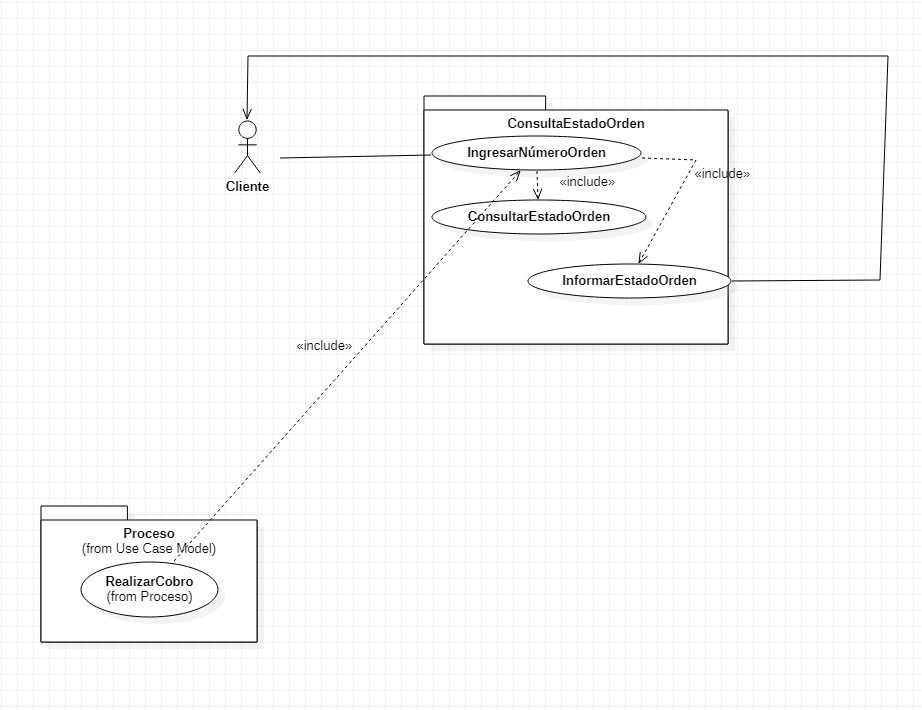 ConsultaEstadoOrden
IngresarNúmeroOrden
«include»
«include»
Cliente
ConsultarEstadoOrden
InformarEstadoOrden
«include»
Proceso
(from Use Case Model)
RealizarCobro
(from Proceso)